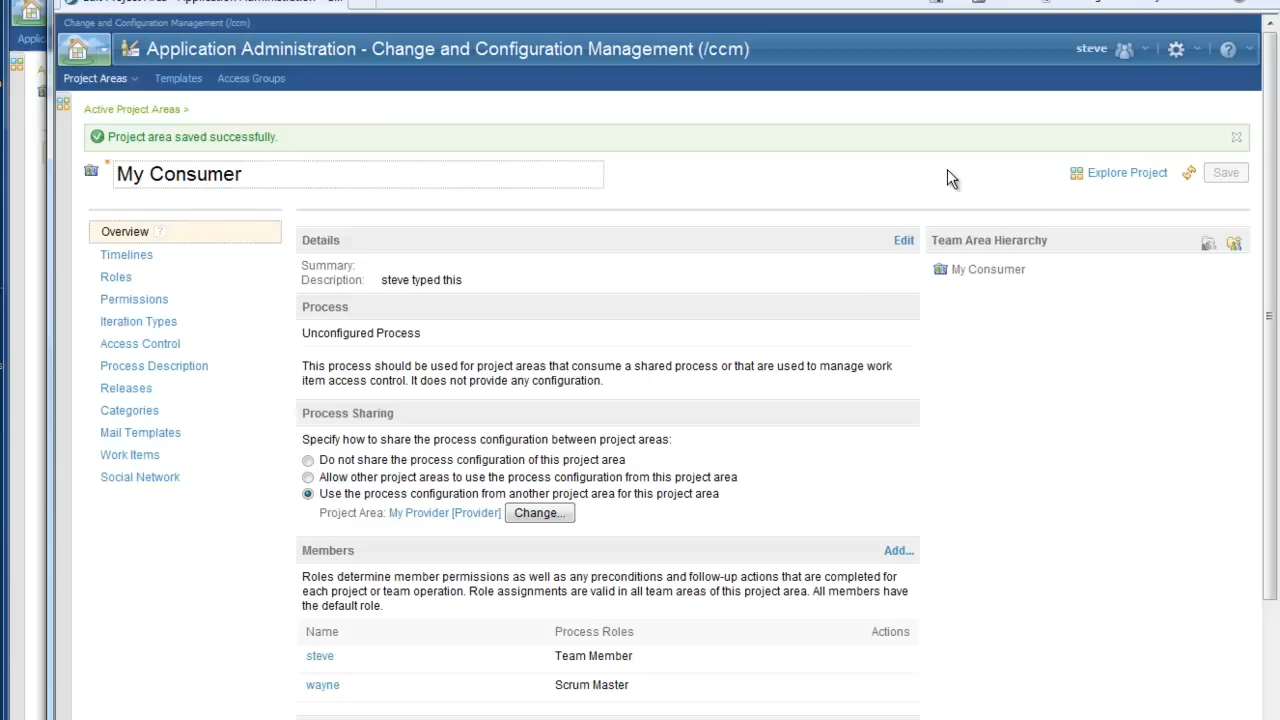 Change and Configuration Management (/ccm)
Application Administration - Change and Configuration Management (/ccm)
steve
Project Areas
Templates
Access Groups
Active Project Areas >
Project area saved successfully.
* My Consumer
Explore Project
Save
Overview ?
Timelines
Roles
Permissions
Iteration Types
Access Control
Process Description
Releases
Categories
Mail Templates
Work Items
Social Network
Details
Edit
Summary:
Description: steve typed this
Process
Unconfigured Process
This process should be used for project areas that consume a shared process or that are used to manage work
item access control. It does not provide any configuration.
Process Sharing
Specify how to share the process configuration between project areas:
Do not share the process configuration of this project area
Allow other project areas to use the process configuration from this project area
Use the process configuration from another project area for this project area
Project Area: My Provider [Provider] Change...
Members
Add...
Roles determine member permissions as well as any preconditions and follow-up actions that are completed for
each project or team operation. Role assignments are valid in all team areas of this project area. All members have
the default role.
Name Process Roles Actions
steve Team Member
wayne Scrum Master
Team Area Hierarchy
My Consumer